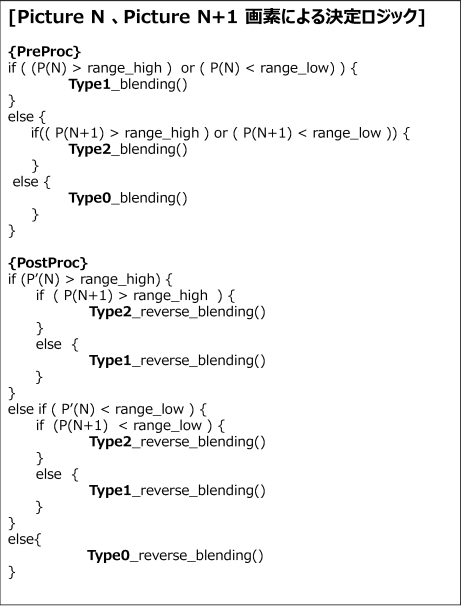 [Picture N 、Picture N+1 画素による決定ロジック]
{PreProc}
if ( (P(N) > range_high )  or ( P(N) < range_low) ) {
Type1_blending()
}
else {
if(( P(N+1) > range_high ) or ( P(N+1) < range_low )) {
Type2_blending()
}
else {
Type0_blending()
}
}
{PostProc}
if (P’(N) > range_high) {
if  ( P(N+1) > range_high  ) {
Type2_reverse_blending()
}
else  {
Type1_reverse_blending()
}
}
else if ( P’(N) < range_low ) {
if  (P(N+1)  < range_low ) {
Type2_reverse_blending()
}
else  {
Type1_reverse_blending()
}
}
else{
Type0_reverse_blending()
}